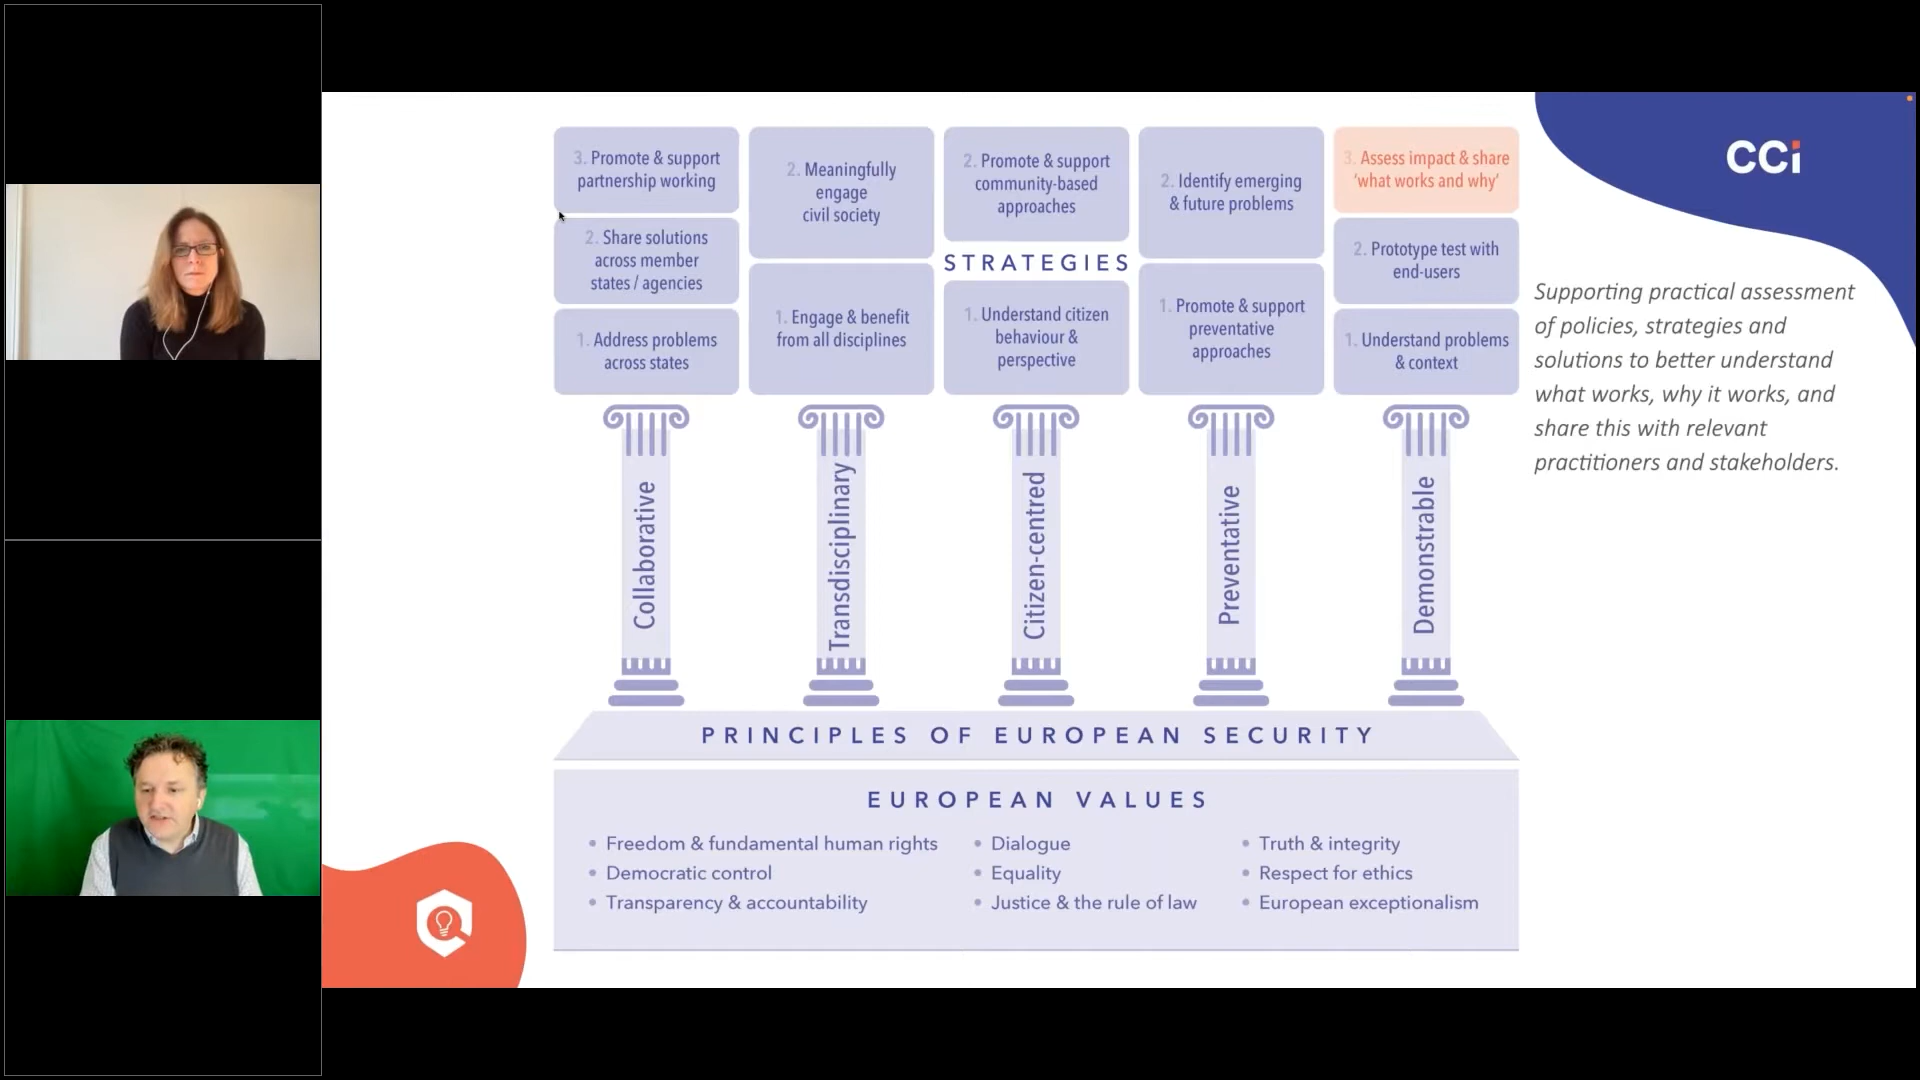 3. Promote & support
partnership working
2. Share solutions
across member
states / agencies
1. Address problems
across states
2. Meaningfully
engage
civil society
1. Engage & benefit
from all disciplines
2. Promote & support
community-based
approaches
STRATEGIES
1. Understand citizen
behaviour &
perspective
2. Identify emerging
& future problems
1. Promote & support
preventative
approaches
3. Assess impact & share
‘what works and why’
2. Prototype test with
end-users
1. Understand problems
& context
CCi
Supporting practical assessment
of policies, strategies and
solutions to better understand
what works, why it works, and
share this with relevant
practitioners and stakeholders.
Collaborative
Transdisciplinary
Citizen-centred
Preventative
Demonstrable
PRINCIPLES OF EUROPEAN SECURITY
EUROPEAN VALUES
• Freedom & fundamental human rights
• Democratic control
• Transparency & accountability
• Dialogue
• Equality
• Justice & the rule of law
• Truth & integrity
• Respect for ethics
• European exceptionalism